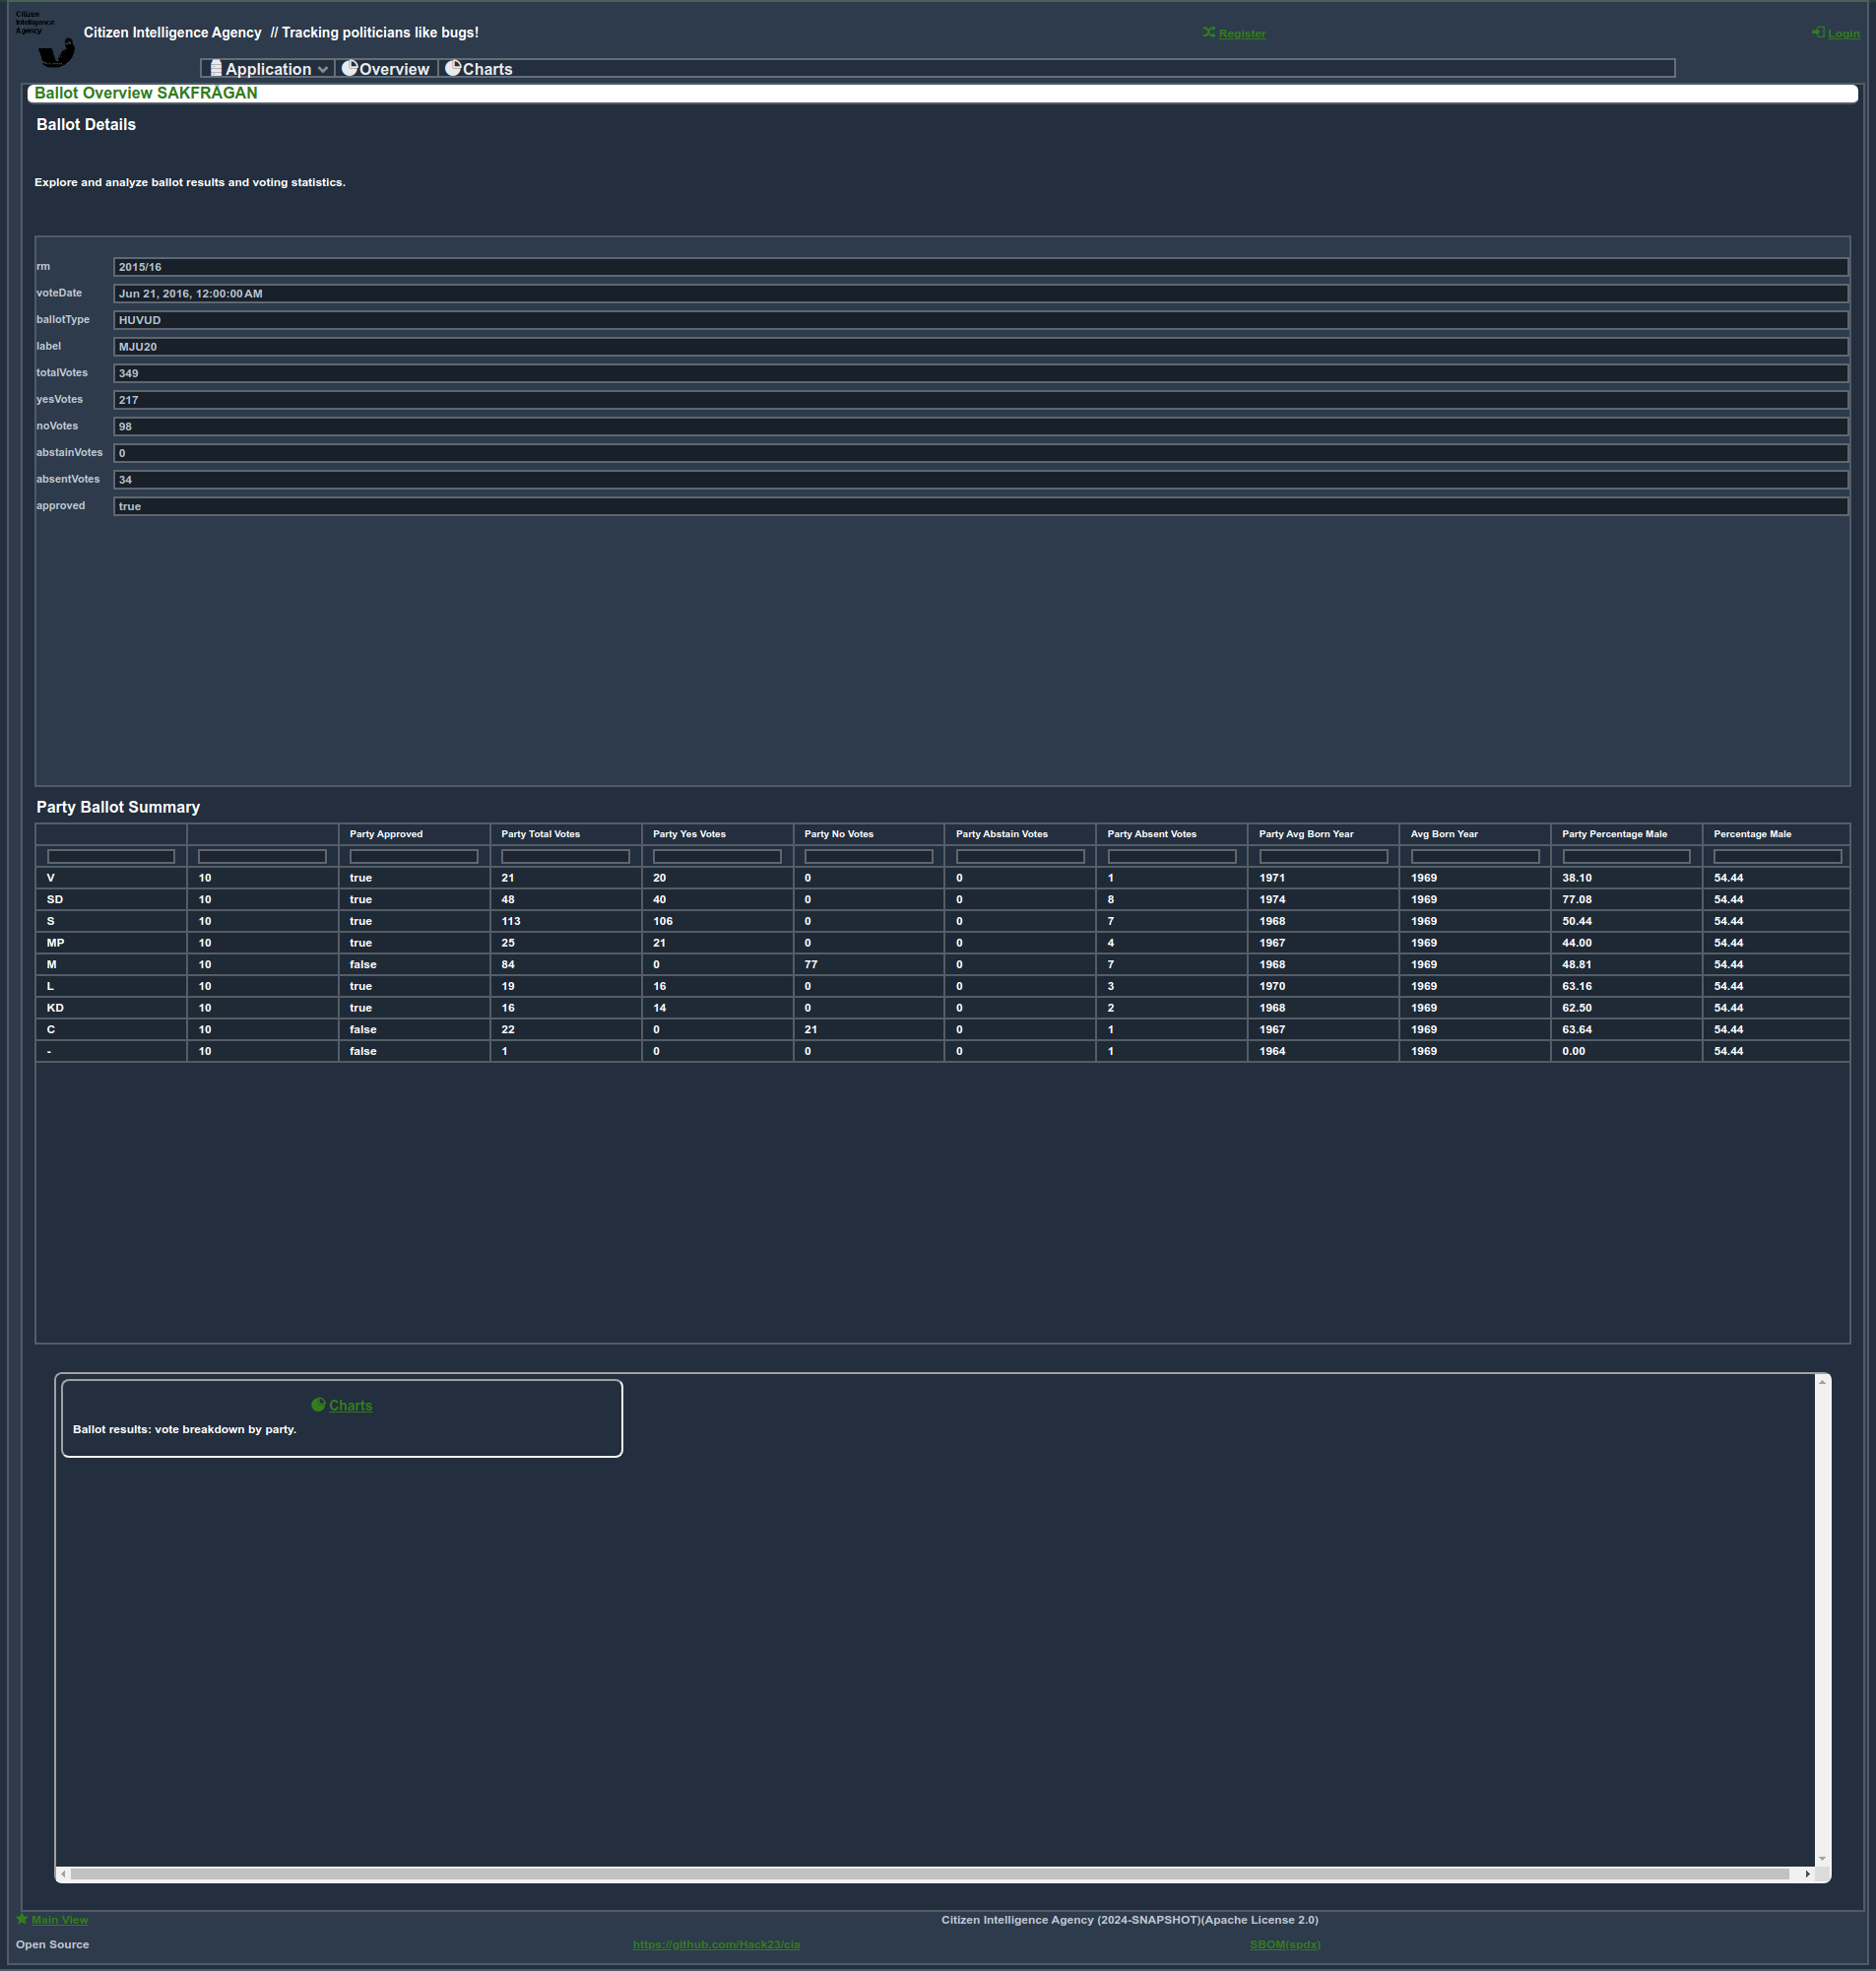 Citizen
Intelligence
Agency
Citizen Intelligence Agency // Tracking politicians like bugs!
Register
Login
Application Overview Charts
Ballot Overview SAKFRÅGAN
Ballot Details
Explore and analyze ballot results and voting statistics.
rm 2015/16
voteDate Jun 21, 2016, 12:00:00 AM
ballotType HUVUD
label MJU20
totalVotes 349
yesVotes 217
noVotes 98
abstainVotes 0
absentVotes 34
approved true
Party Ballot Summary
Party Approved Party Total Votes Party Yes Votes Party No Votes Party Abstain Votes Party Absent Votes Party Avg Born Year Avg Born Year Party Percentage Male Percentage Male
V 10 true 21 20 0 0 1 1971 1969 38.10 54.44
SD 10 true 48 40 0 0 8 1974 1969 77.08 54.44
S 10 true 113 106 0 0 7 1968 1969 50.44 54.44
MP 10 true 25 21 0 0 4 1967 1969 44.00 54.44
M 10 false 84 0 77 0 7 1968 1969 48.81 54.44
L 10 true 19 16 0 0 3 1970 1969 63.16 54.44
KD 10 true 16 14 0 0 2 1968 1969 62.50 54.44
C 10 false 22 0 21 0 1 1967 1969 63.64 54.44
- 10 false 1 0 0 0 1 1964 1969 0.00 54.44
Charts
Ballot results: vote breakdown by party.
Main View
Citizen Intelligence Agency (2024-SNAPSHOT)(Apache License 2.0)
Open Source
https://github.com/Hack23/cia
SBOM(spdx)